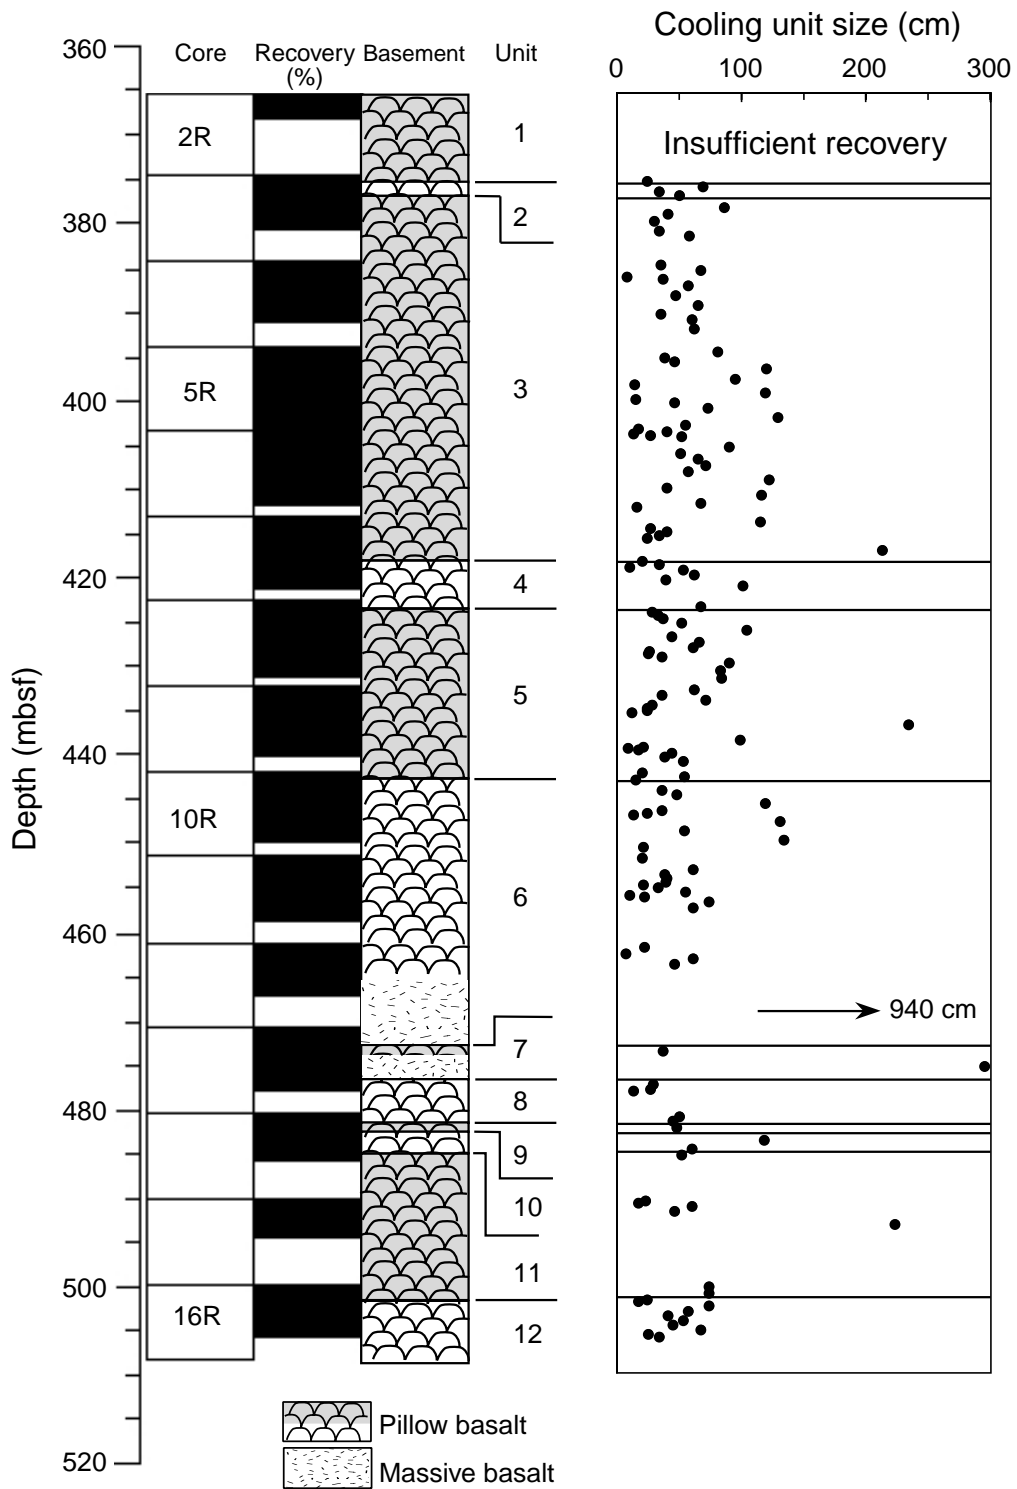 Cooling unit size (cm)
360 Core Recovery (%) Basement Unit 0 100 200 300
2R 1 Insufficient recovery
380 2
400 5R 3
420 4
5
440
10R
6
460
940 cm
7
480 8
9
10
11
500
16R 12
520
Depth (mbsf)
Pillow basalt
Massive basalt